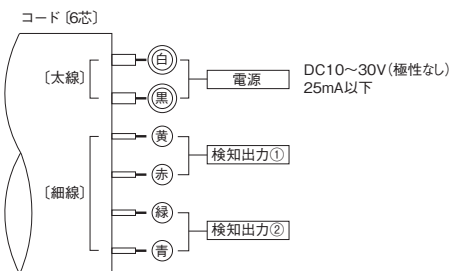 コード〔6芯〕
〔太線〕
白
黒
電源
DC10～30V（極性なし）
25mA以下
〔細線〕
黄
赤
検知出力①
緑
青
検知出力②